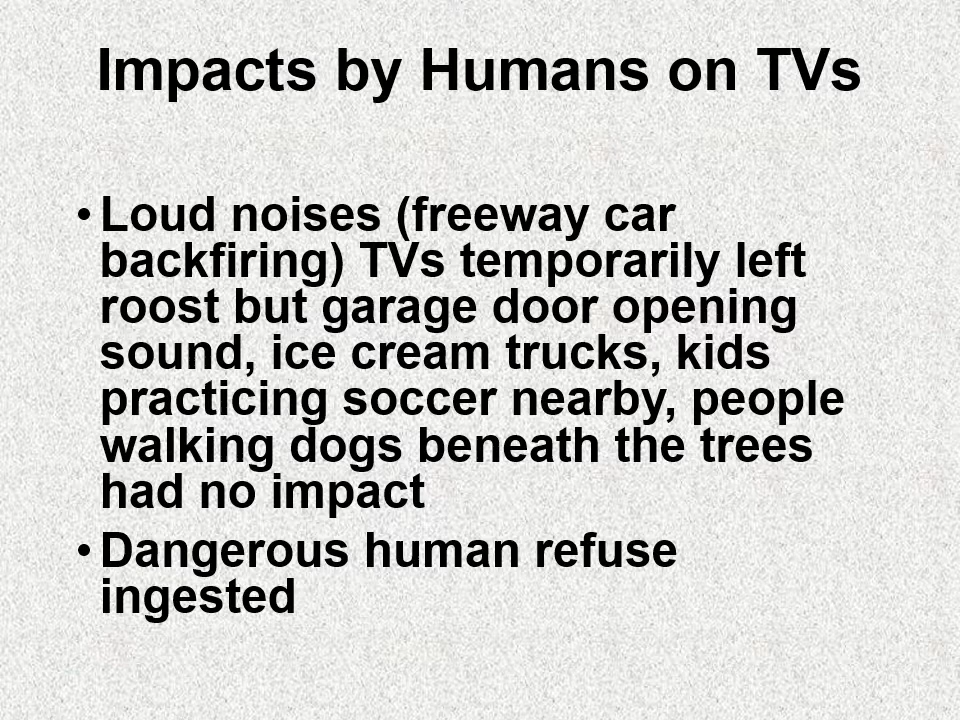 Impacts by Humans on TVs
•Loud noises (freeway car
backfiring) TVs temporarily left
roost but garage door opening
sound, ice cream trucks, kids
practicing soccer nearby, people
walking dogs beneath the trees
had no impact
•Dangerous human refuse
ingested